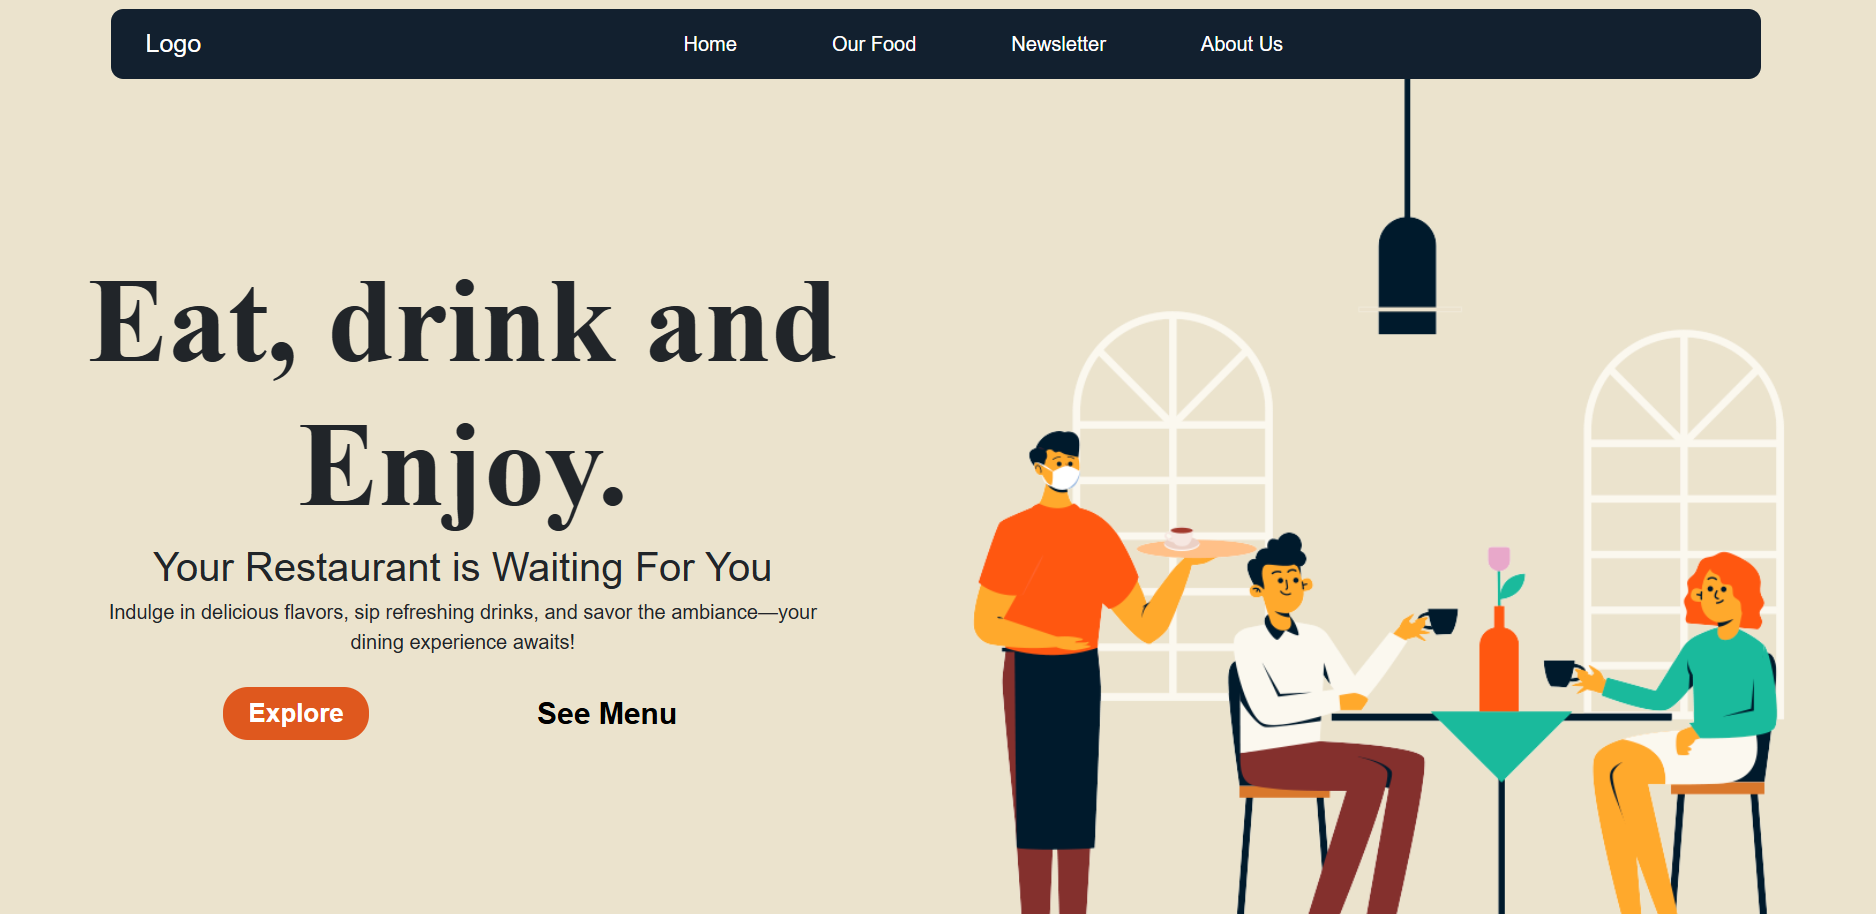 Logo
Home
Our Food
Newsletter
About Us
Eat, drink and
Enjoy.
Your Restaurant is Waiting For You
Indulge in delicious flavors, sip refreshing drinks, and savor the ambiance—your
dining experience awaits!
Explore
See Menu